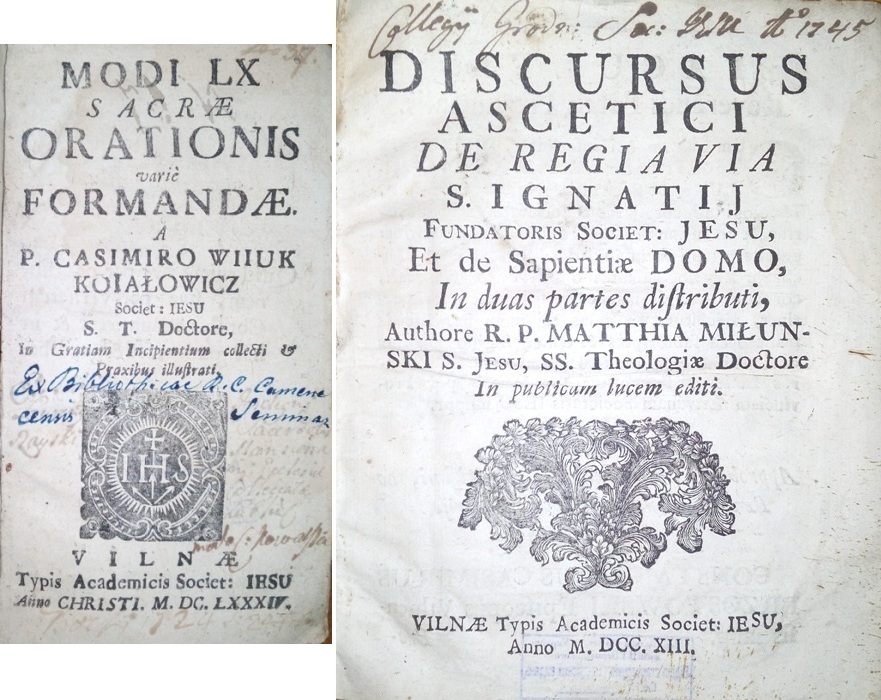 MODI LX
SACRÆ
ORATIONIS
variè
FORMANDÆ.
A
P. CASIMIRO WIIUK
KOIAŁOWICZ
Societ: IESU
S. T. Doctore,
In Gratiam Incipientium collecti &
Praxibus illustrati,
Ex Bibliothecae R. C. Camene
censis Seminar
IHS
VILNÆ
Typis Academicis Societ: IESU
Anno CHRISTI. M. DC. LXXXIV.
Collegij Grodn: Soc: Anno 1745
DISCURSUS
ASCETICI
DE REGIA VIA
S. IGNATIJ
FUNDATORIS SOCIET: JESU,
Et de Sapientiæ DOMO,
In duas partes diſtributi,
Authore R. P. MATTHIA MIŁUN-
SKI S. JESU, SS. Theologiæ Doctore
In publicam lucem editi.
VILNÆ Typis Academicis Societ: IESU,
Anno M. DCC. XIII.